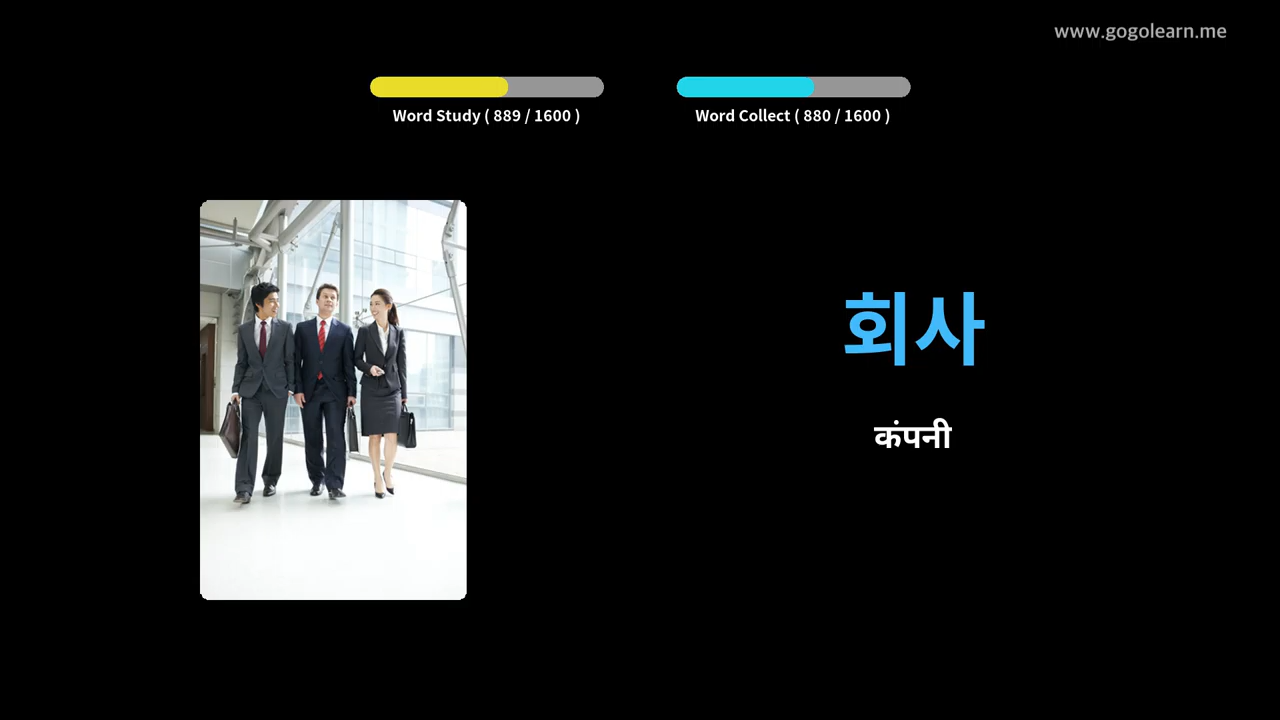 www.gogolearn.me
Word Study ( 889 / 1600 )
Word Collect ( 880 / 1600 )
회사
कंपनी